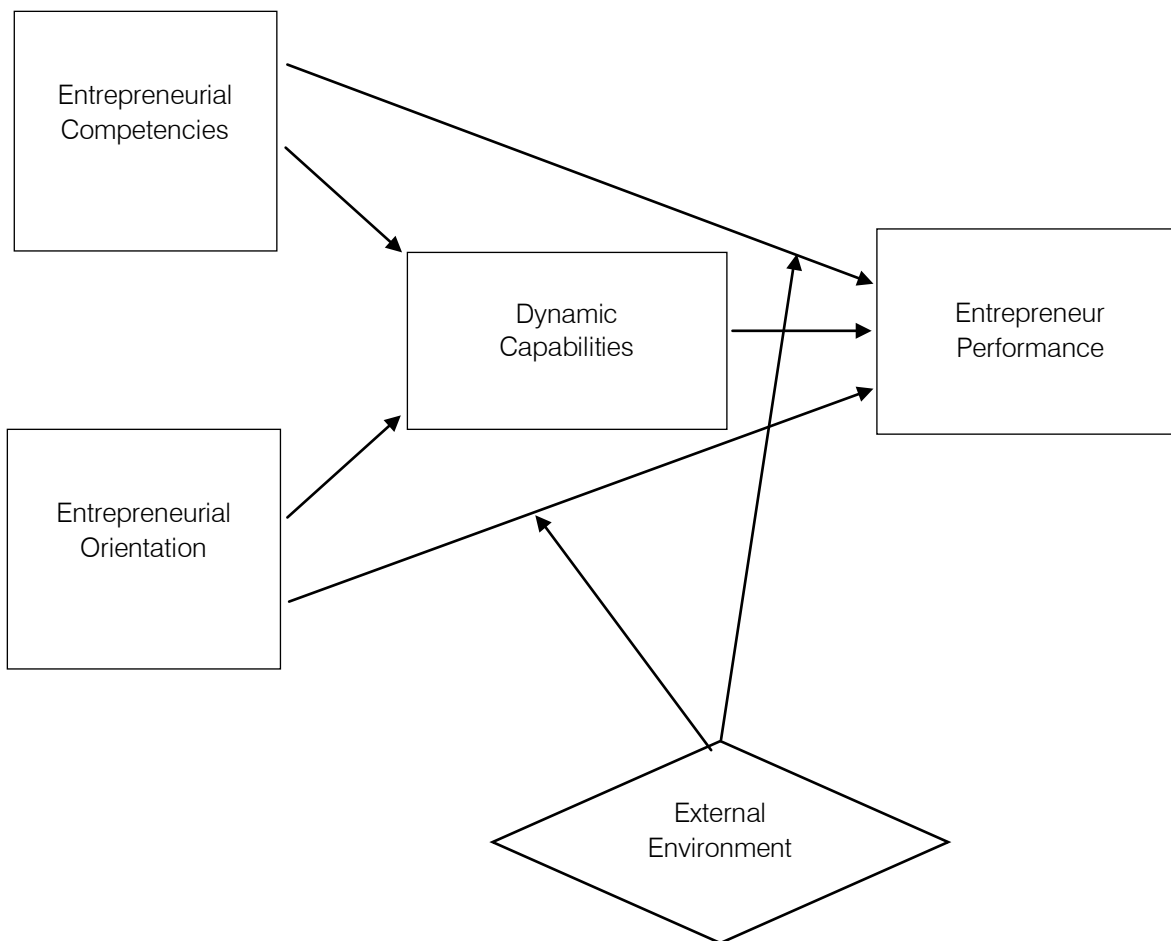 Entrepreneurial
Competencies
Dynamic
Capabilities
Entrepreneur
Performance
Entrepreneurial
Orientation
External
Environment